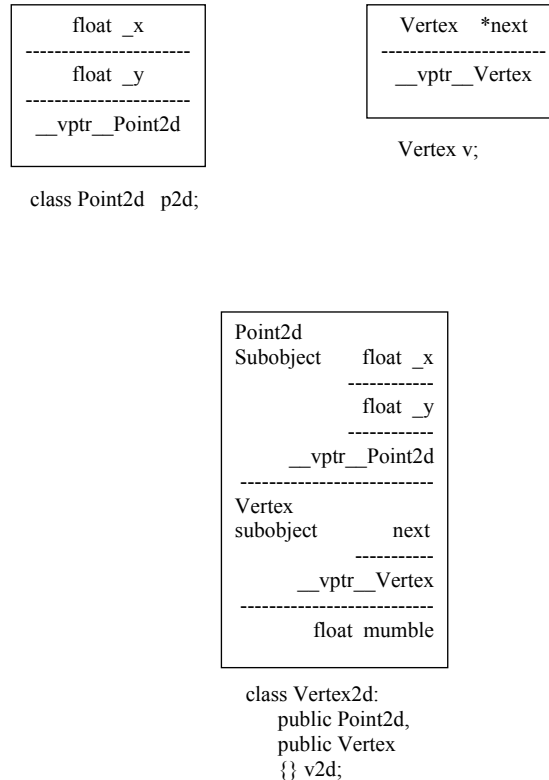 float _x
------------------------
float _y
------------------------
__vptr__Point2d
class Point2d p2d;
Vertex *next
------------------------
__vptr__Vertex
Vertex v;
Point2d
Subobject float _x
------------
float _y
------------
__vptr__Point2d
---------------------------
Vertex
subobject next
-----------
__vptr__Vertex
---------------------------
float mumble
class Vertex2d:
public Point2d,
public Vertex
{} v2d;